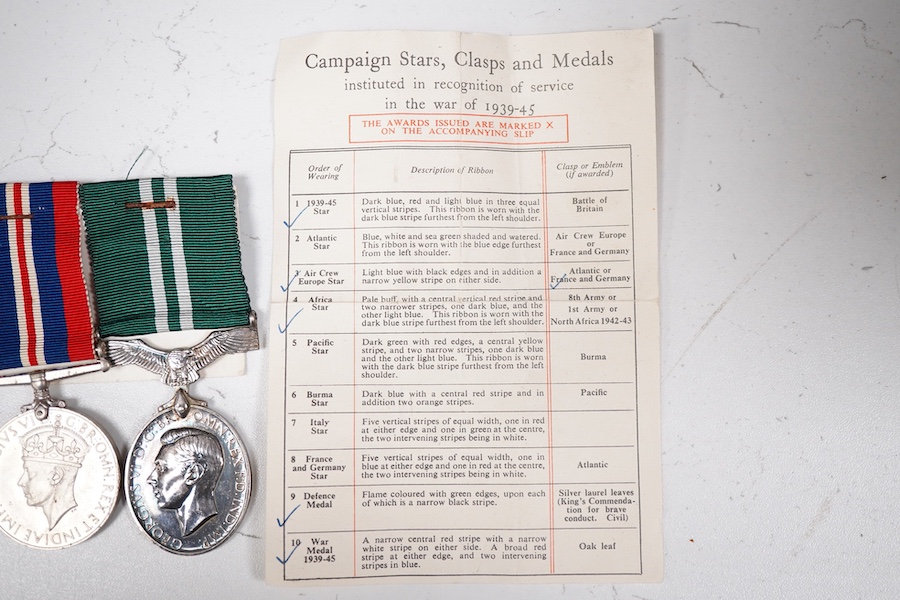 Campaign Stars, Clasps and Medals
instituted in recognition of service
in the war of 1939-45
THE AWARDS ISSUED ARE MARKED X
ON THE ACCOMPANYING SLIP
Order of
Wearing
Description of Ribbon
Clasp or Emblem
(if awarded)
1 1939-45
Star
Dark blue, red and light blue in three equal
vertical stripes. This ribbon is worn with the
dark blue stripe furthest from the left shoulder.
Battle of
Britain
2 Atlantic
Star
Blue, white and sea green shaded and watered.
This ribbon is worn with the blue edge furthest
from the left shoulder.
Air Crew Europe
or
France and Germany
3 Air Crew
Europe Star
Light blue with black edges and in addition a
narrow yellow stripe on either side.
Atlantic or
France and Germany
4 Africa
Star
Pale buff, with a central vertical red stripe and
two narrower stripes, one dark blue, and the
other light blue. This ribbon is worn with the
dark blue stripe furthest from the left shoulder.
8th Army or
1st Army or
North Africa 1942-43
5 Pacific
Star
Dark green with red edges, a central yellow
stripe, and two narrow stripes, one dark blue
and the other light blue. This ribbon is worn
with the dark blue stripe furthest from the left
shoulder.
Burma
6 Burma
Star
Dark blue with a central red stripe and in
addition two orange stripes.
Pacific
7 Italy
Star
Five vertical stripes of equal width, one in red
at either edge and one in green at the centre,
the two intervening stripes being in white.
8 France
and Germany
Star
Five vertical stripes of equal width, one in
blue at either edge and one in red at the centre,
the two intervening stripes being in white.
Atlantic
9 Defence
Medal
Flame coloured with green edges, upon each
of which is a narrow black stripe.
Silver laurel leaves
(King's Commenda-
tion for brave
conduct. Civil)
10 War
Medal
1939-45
A narrow central red stripe with a narrow
white stripe on either side. A broad red
stripe at either edge, and two intervening
stripes in blue.
Oak leaf